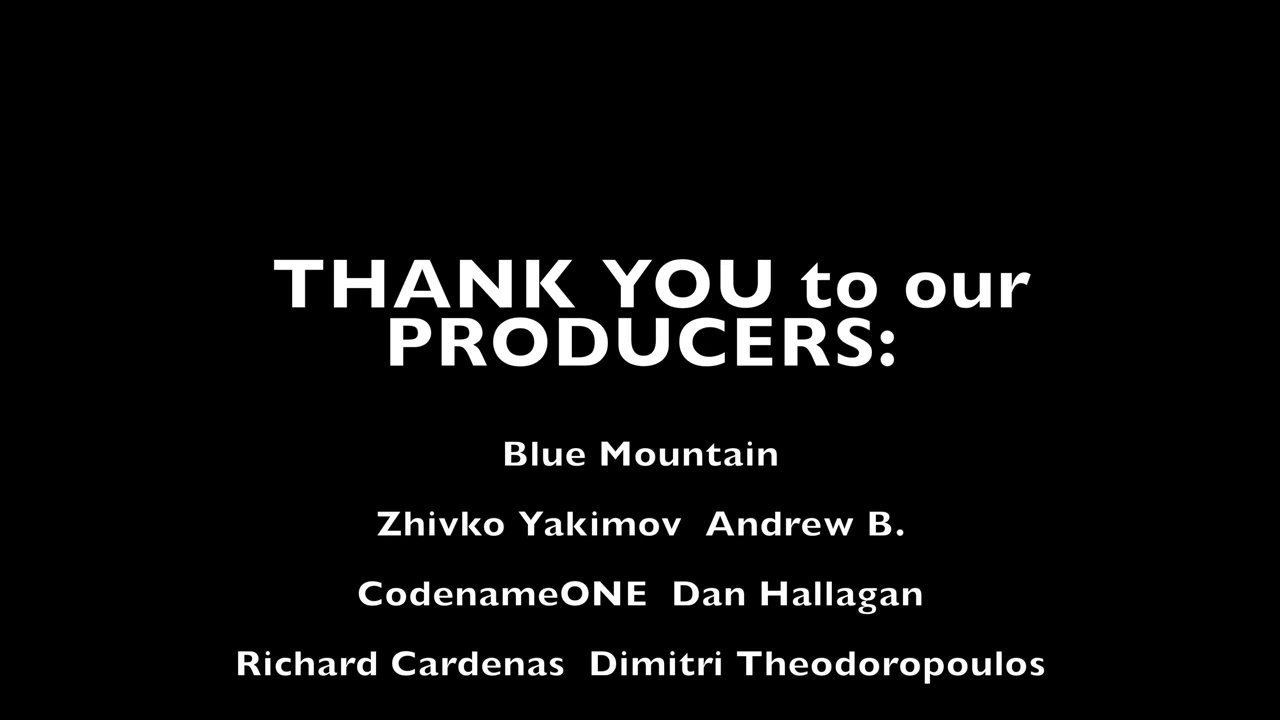 THANK YOU to our
PRODUCERS:
Blue Mountain
Zhivko Yakimov  Andrew B.
CodenameONE  Dan Hallagan
Richard Cardenas  Dimitri Theodoropoulos